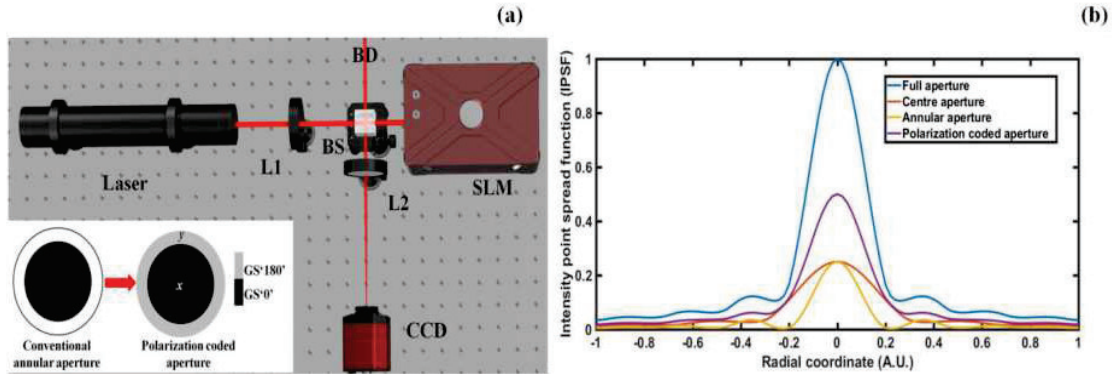 (a)
BD
BS
L1
L2
Laser
SLM
CCD
y
x
GS'180'
GS'0'
Conventional
annular aperture
Polarization coded
aperture
(b)
Intensity point spread function (IPSF)
1
0.8
0.6
0.4
0.2
0
-1
-0.8
-0.6
-0.4
-0.2
0
0.2
0.4
0.6
0.8
1
Radial coordinate (A.U.)
Full aperture
Centre aperture
Annular aperture
Polarization coded aperture